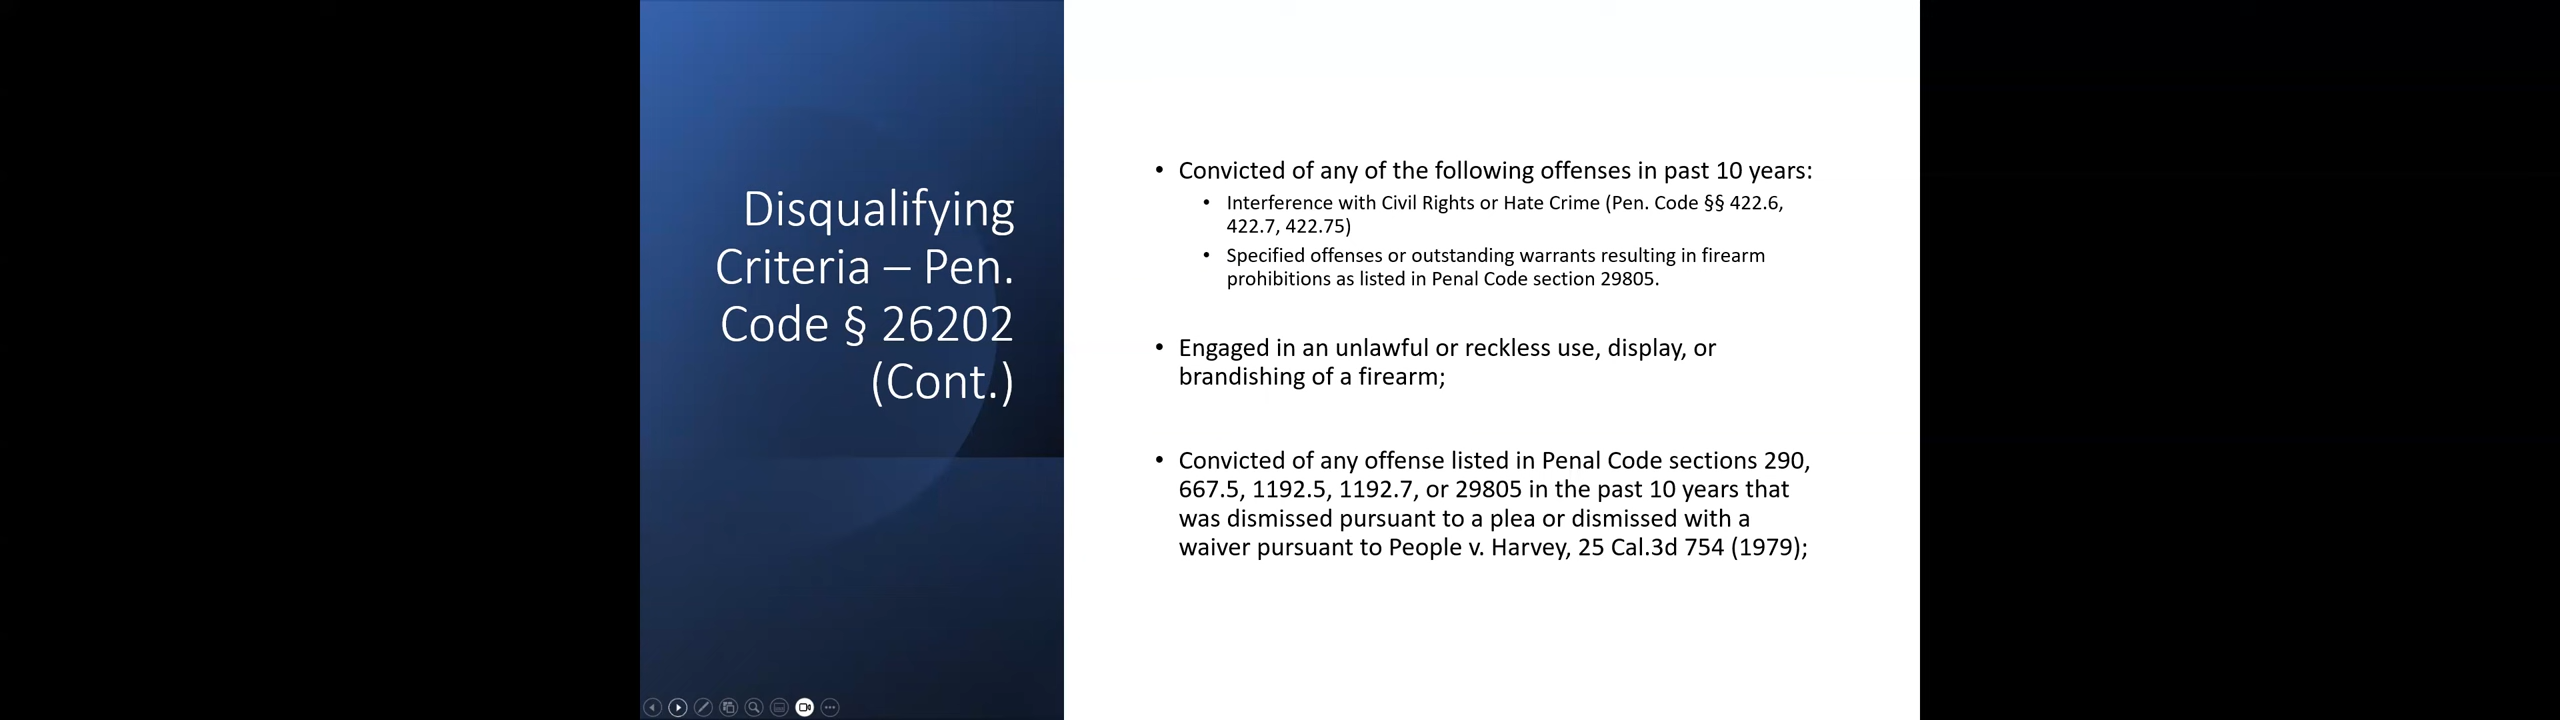 Disqualifying
Criteria – Pen.
Code § 26202
(Cont.)
• Convicted of any of the following offenses in past 10 years:
• Interference with Civil Rights or Hate Crime (Pen. Code §§ 422.6,
422.7, 422.75)
• Specified offenses or outstanding warrants resulting in firearm
prohibitions as listed in Penal Code section 29805.
• Engaged in an unlawful or reckless use, display, or
brandishing of a firearm;
• Convicted of any offense listed in Penal Code sections 290,
667.5, 1192.5, 1192.7, or 29805 in the past 10 years that
was dismissed pursuant to a plea or dismissed with a
waiver pursuant to People v. Harvey, 25 Cal.3d 754 (1979);